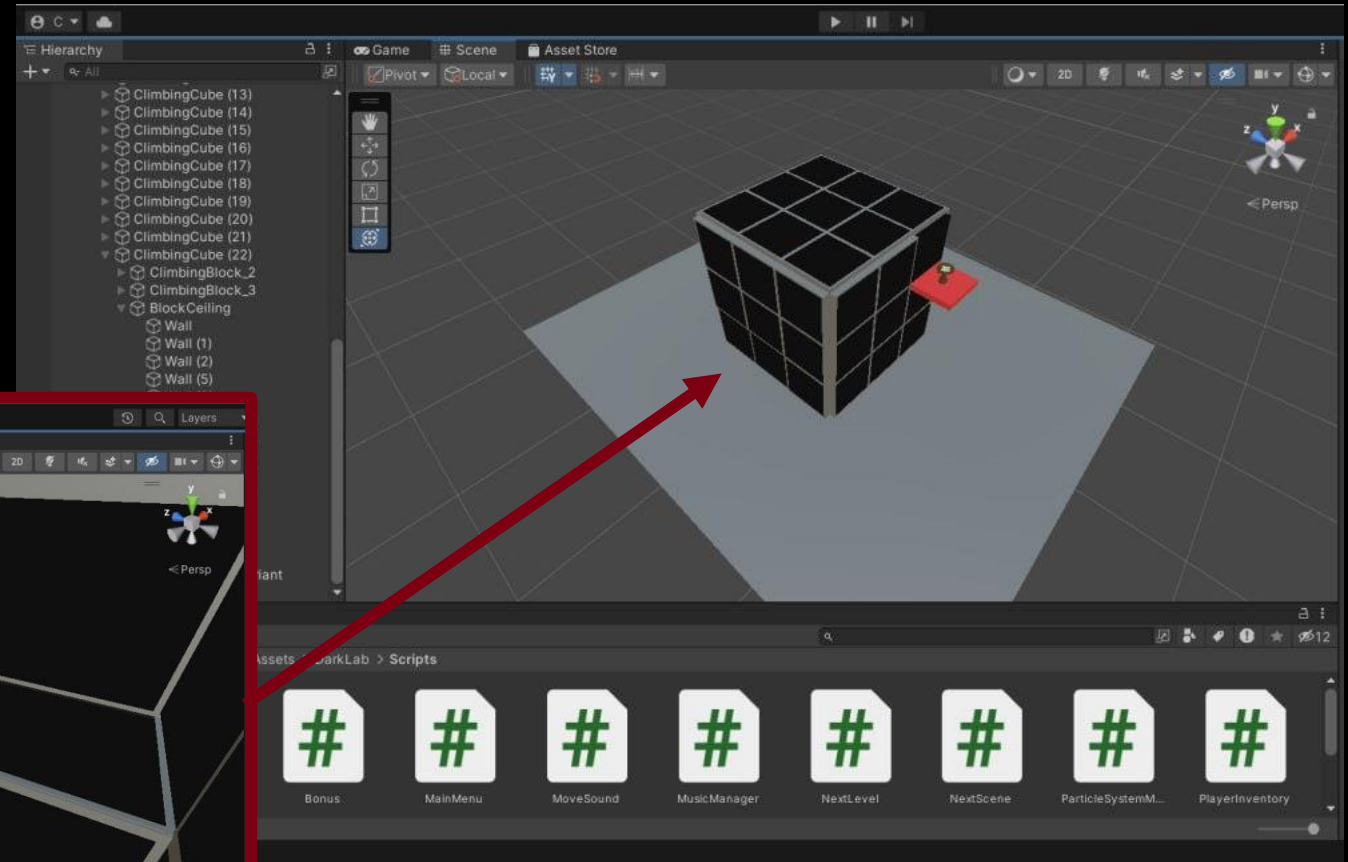 C
Hierarchy
Game
Scene
Asset Store
All
Pivot
Local
2D
ClimbingCube (13)
ClimbingCube (14)
ClimbingCube (15)
ClimbingCube (16)
ClimbingCube (17)
ClimbingCube (18)
ClimbingCube (19)
ClimbingCube (20)
ClimbingCube (21)
ClimbingCube (22)
ClimbingBlock_2
ClimbingBlock_3
BlockCeiling
Wall
Wall (1)
Wall (2)
Wall (5)
y
z
x
Persp
Layers
2D
y
z
x
Persp
iant
12
Assets > DarkLab > Scripts
#
#
#
#
#
#
#
#
Bonus
MainMenu
MoveSound
MusicManager
NextLevel
NextScene
ParticleSystemM...
PlayerInventory